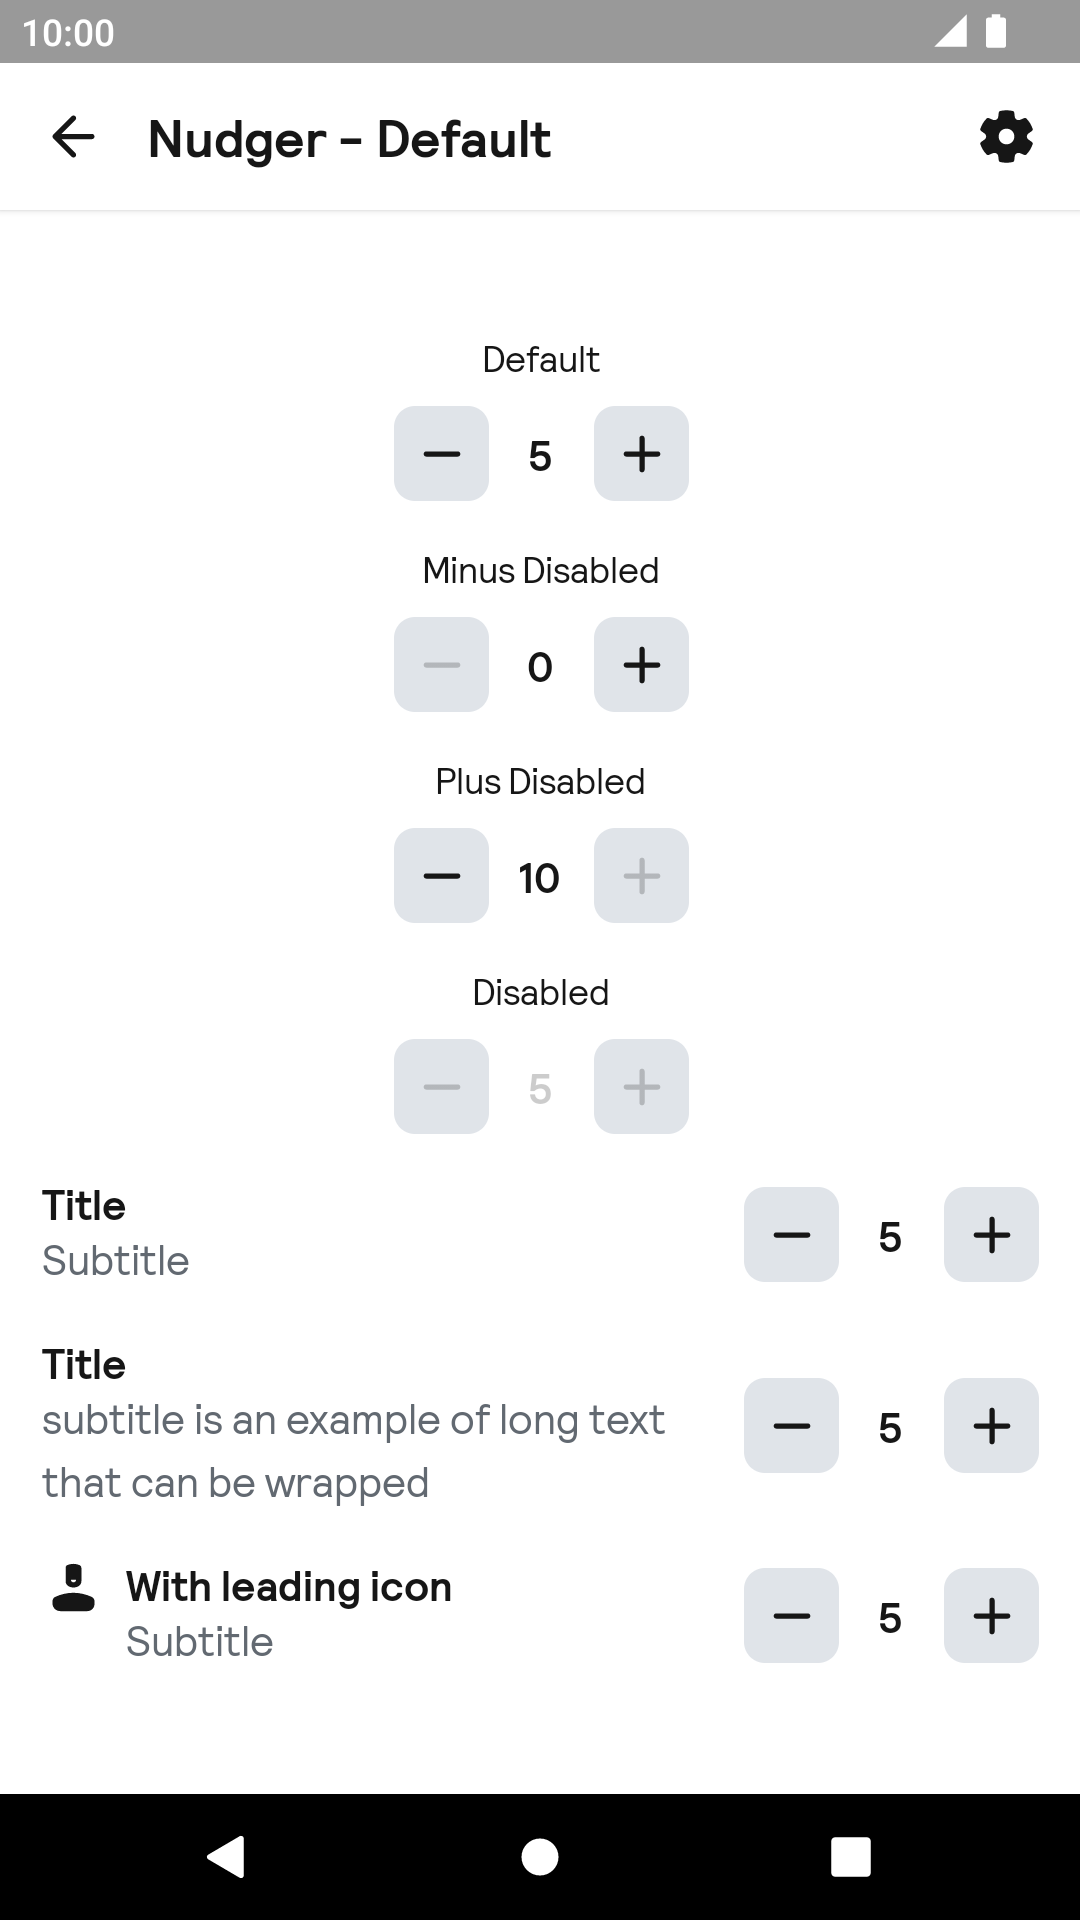 10:00
Nudger – Default
Default
5
Minus Disabled
0
Plus Disabled
10
Disabled
5
Title
Subtitle
5
Title
subtitle is an example of long text
that can be wrapped
5
With leading icon
Subtitle
5